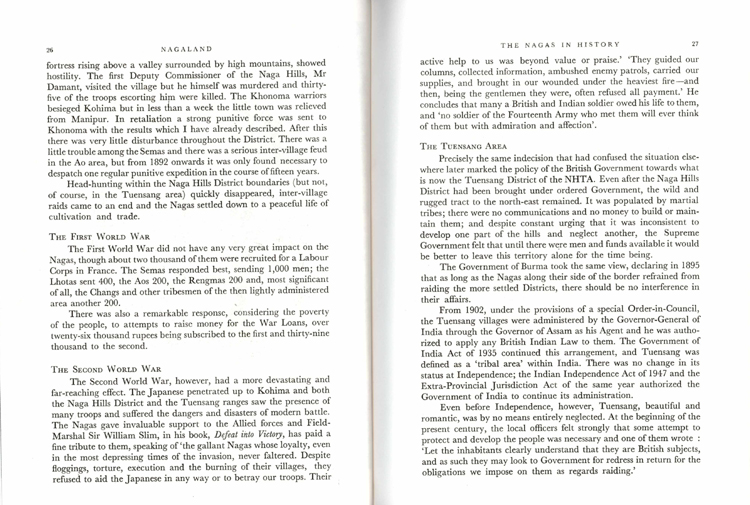 26
NAGALAND
fortress rising above a valley surrounded by high mountains, showed
hostility. The first Deputy Commissioner of the Naga Hills, Mr
Damant, visited the village but he himself was murdered and thirty-
five of the troops escorting him were killed. The Khonoma warriors
besieged Kohima but in less than a week the little town was relieved
from Manipur. In retaliation a strong punitive force was sent to
Khonoma with the results which I have already described. After this
there was very little disturbance throughout the District. There was a
little trouble among the Semas and there was a serious inter-village feud
in the Ao area, but from 1892 onwards it was only found necessary to
despatch one regular punitive expedition in the course of fifteen years.
Head-hunting within the Naga Hills District boundaries (but not,
of course, in the Tuensang area) quickly disappeared, inter-village
raids came to an end and the Nagas settled down to a peaceful life of
cultivation and trade.
THE FIRST WORLD WAR
The First World War did not have any very great impact on the
Nagas, though about two thousand of them were recruited for a Labour
Corps in France. The Semas responded best, sending 1,000 men; the
Lhotas sent 400, the Aos 200, the Rengmas 200 and, most significant
of all, the Changs and other tribesmen of the then lightly administered
area another 200.
There was also a remarkable response, considering the poverty
of the people, to attempts to raise money for the War Loans, over
twenty-six thousand rupees being subscribed to the first and thirty-nine
thousand to the second.
THE SECOND WORLD WAR
The Second World War, however, had a more devastating and
far-reaching effect. The Japanese penetrated up to Kohima and both
the Naga Hills District and the Tuensang ranges saw the presence of
many troops and suffered the dangers and disasters of modern battle.
The Nagas gave invaluable support to the Allied forces and Field-
Marshal Sir William Slim, in his book, Defeat into Victory, has paid a
fine tribute to them, speaking of 'the gallant Nagas whose loyalty, even
in the most depressing times of the invasion, never faltered. Despite
floggings, torture, execution and the burning of their villages, they
refused to aid the Japanese in any way or to betray our troops. Their
THE NAGAS IN HISTORY
27
active help to us was beyond value or praise.' 'They guided our
columns, collected information, ambushed enemy patrols, carried our
supplies, and brought in our wounded under the heaviest fire—and
then, being the gentlemen they were, often refused all payment.' He
concludes that many a British and Indian soldier owed his life to them,
and 'no soldier of the Fourteenth Army who met them will ever think
of them but with admiration and affection'.
THE TUENSANG AREA
Precisely the same indecision that had confused the situation else-
where later marked the policy of the British Government towards what
is now the Tuensang District of the NHTA. Even after the Naga Hills
District had been brought under ordered Government, the wild and
rugged tract to the north-east remained. It was populated by martial
tribes; there were no communications and no money to build or main-
tain them; and despite constant urging that it was inconsistent to
develop one part of the hills and neglect another, the Supreme
Government felt that until there were men and funds available it would
be better to leave this territory alone for the time being.
The Government of Burma took the same view, declaring in 1895
that as long as the Nagas along their side of the border refrained from
raiding the more settled Districts, there should be no interference in
their affairs.
From 1902, under the provisions of a special Order-in-Council,
the Tuensang villages were administered by the Governor-General of
India through the Governor of Assam as his Agent and he was autho-
rized to apply any British Indian Law to them. The Government of
India Act of 1935 continued this arrangement, and Tuensang was
defined as a 'tribal area' within India. There was no change in its
status at Independence; the Indian Independence Act of 1947 and the
Extra-Provincial Jurisdiction Act of the same year authorized the
Government of India to continue its administration.
Even before Independence, however, Tuensang, beautiful and
romantic, was by no means entirely neglected. At the beginning of the
present century, the local officers felt strongly that some attempt to
protect and develop the people was necessary and one of them wrote :
'Let the inhabitants clearly understand that they are British subjects,
and as such they may look to Government for redress in return for the
obligations we impose on them as regards raiding.'